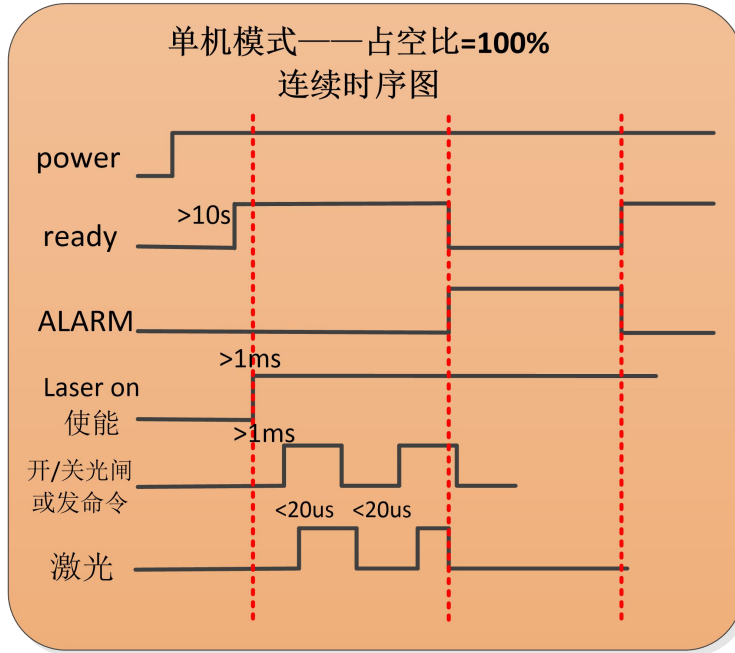 单机模式——占空比=100%
连续时序图
power
>10s
ready
ALARM
>1ms
Laser on
使能
>1ms
开/关光闸
或发命令
<20us <20us
激光